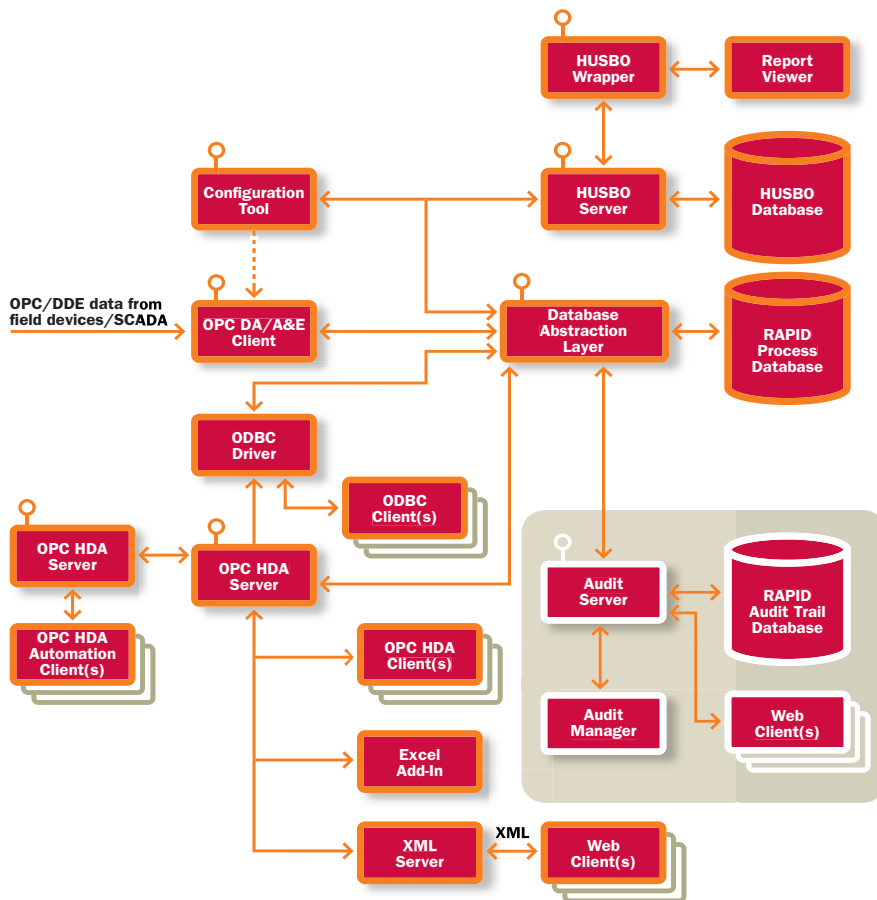 HUSBO
Wrapper
Report
Viewer
Configuration
Tool
HUSBO
Server
HUSBO
Database
OPC/DDE data from
field devices/SCADA
OPC DA/A&E
Client
Database
Abstraction
Layer
RAPID
Process
Database
ODBC
Driver
ODBC
Client(s)
OPC HDA
Server
OPC HDA
Server
Audit
Server
RAPID
Audit Trail
Database
OPC HDA
Automation
Client(s)
OPC HDA
Client(s)
Audit
Manager
Web
Client(s)
Excel
Add-In
XML
Server
XML
Web
Client(s)